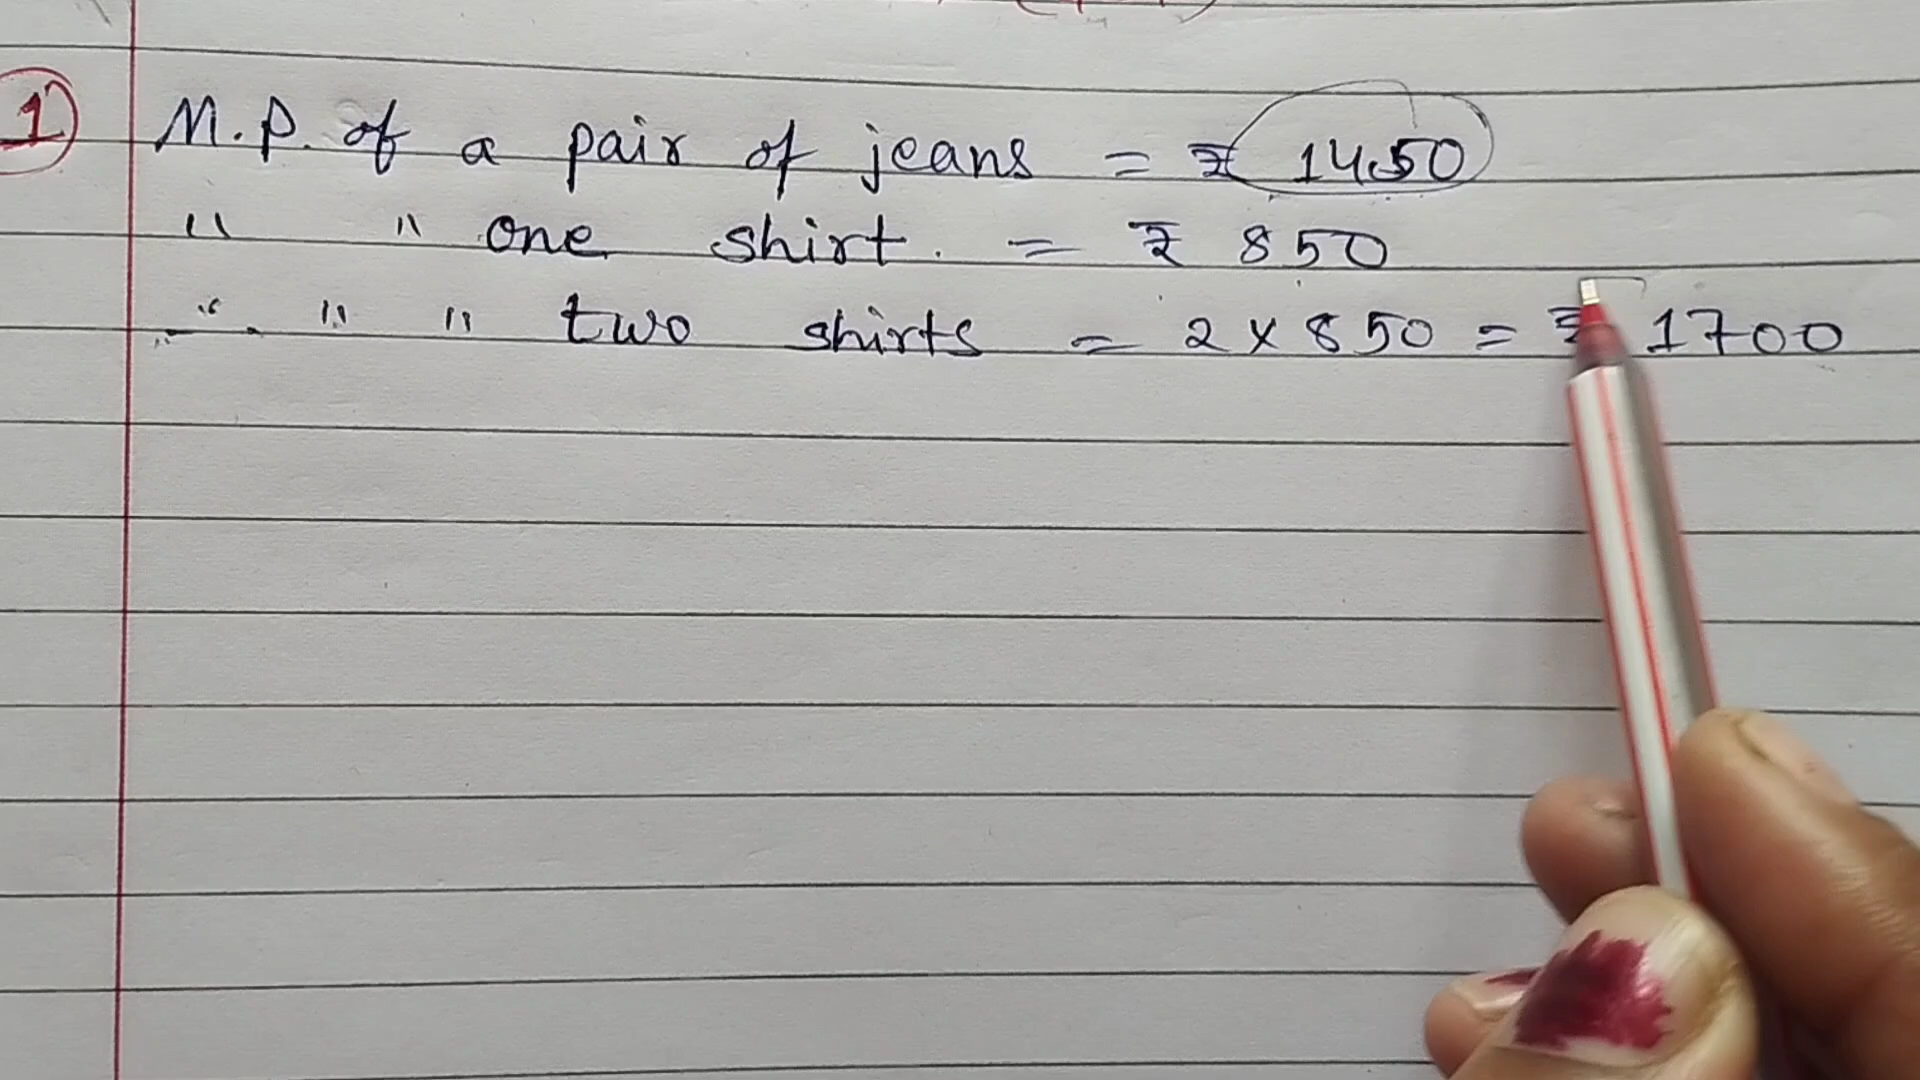 1) M.P. of a pair of jeans = ₹ 1450
" " one shirt. = ₹ 850
" " " two shirts = 2 x 850 = ₹ 1700